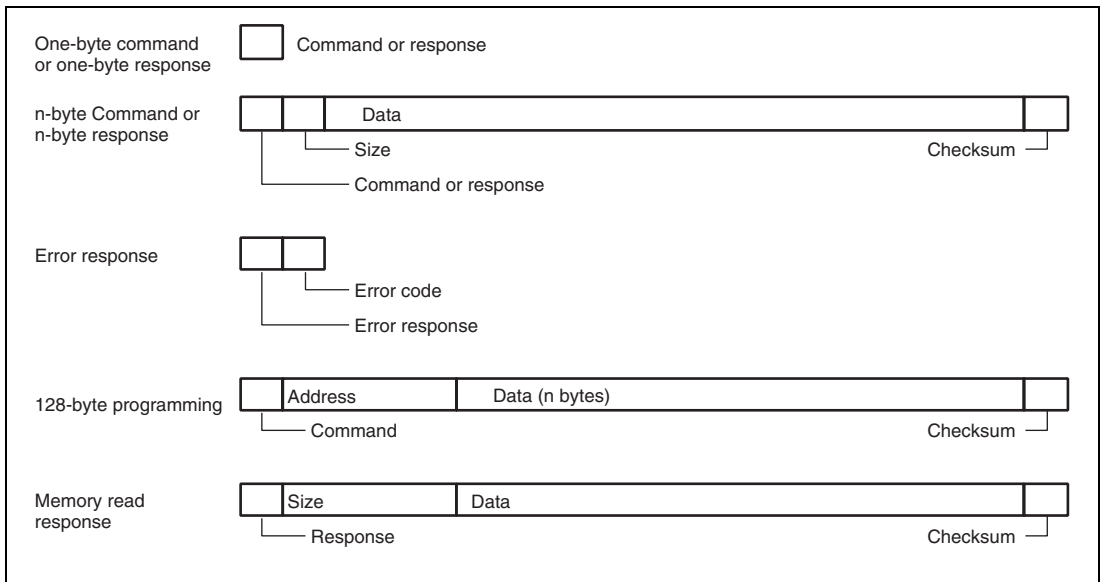 One-byte command
or one-byte response
Command or response
n-byte Command or
n-byte response
Data
Size
Checksum
Command or response
Error response
Error code
Error response
128-byte programming
Address
Data (n bytes)
Command
Checksum
Memory read
response
Size
Data
Response
Checksum